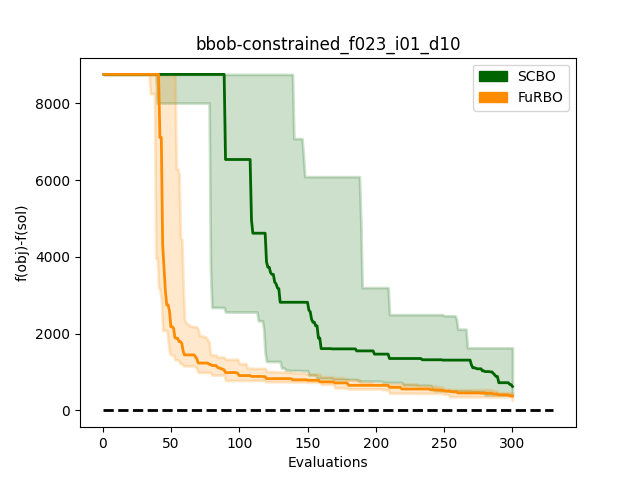 bbob-constrained_f023_i01_d10
SCBO
FuRBO
f(obj)-f(sol)
8000
6000
4000
2000
0
0 50 100 150 200 250 300
Evaluations